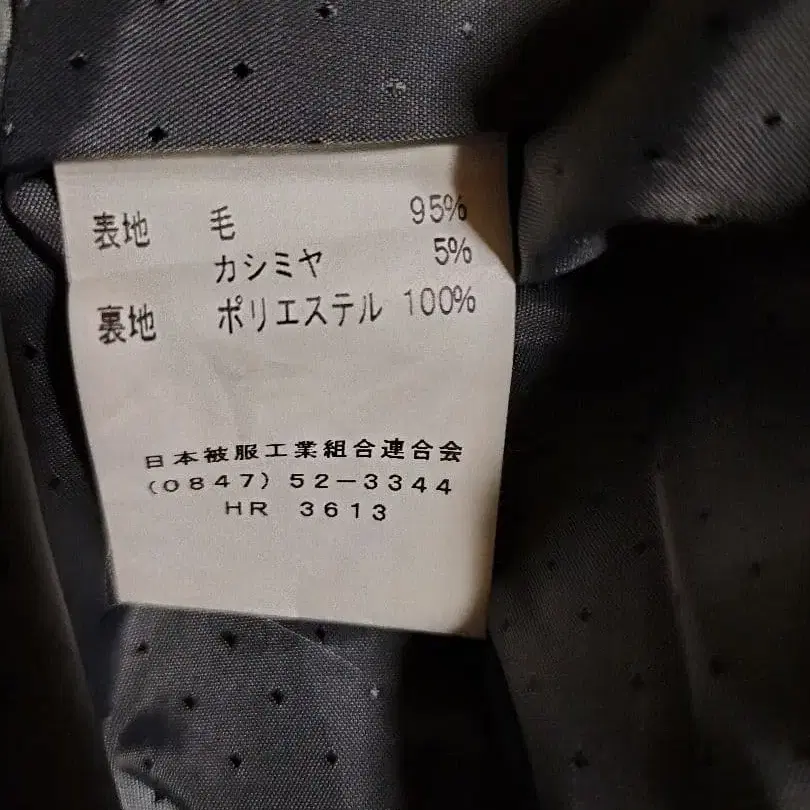 表地 毛 95%
カシミヤ 5%
裏地 ポリエステル 100%
日本被服工業組合連合会
(0847) 52-3344
HR 3613